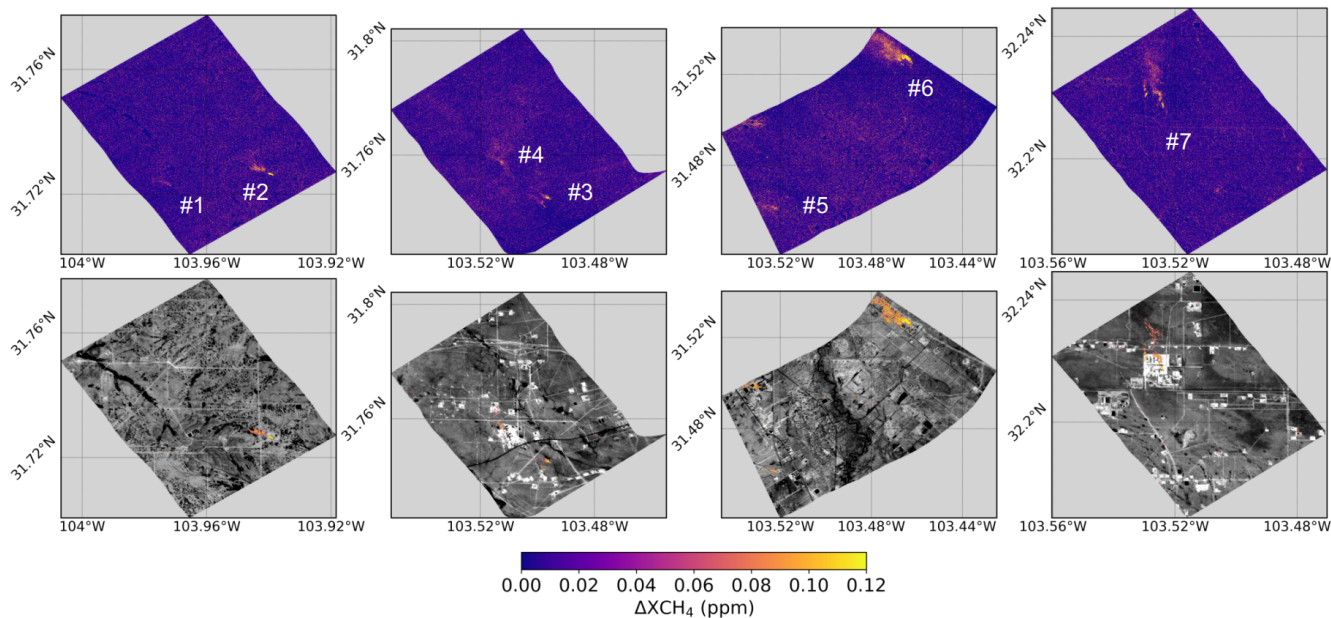 31.76°N
31.72°N
#1
#2
104°W
103.96°W
103.92°W
31.8°N
31.76°N
#4
#3
103.52°W
103.48°W
31.52°N
31.48°N
#6
#5
103.52°W
103.48°W
103.44°W
32.24°N
32.2°N
#7
103.56°W
103.52°W
103.48°W
31.76°N
31.72°N
104°W
103.96°W
103.92°W
31.8°N
31.76°N
103.52°W
103.48°W
31.52°N
31.48°N
103.52°W
103.48°W
103.44°W
32.24°N
32.2°N
103.56°W
103.52°W
103.48°W
0.00 0.02 0.04 0.06 0.08 0.10 0.12
ΔXCH₄ (ppm)